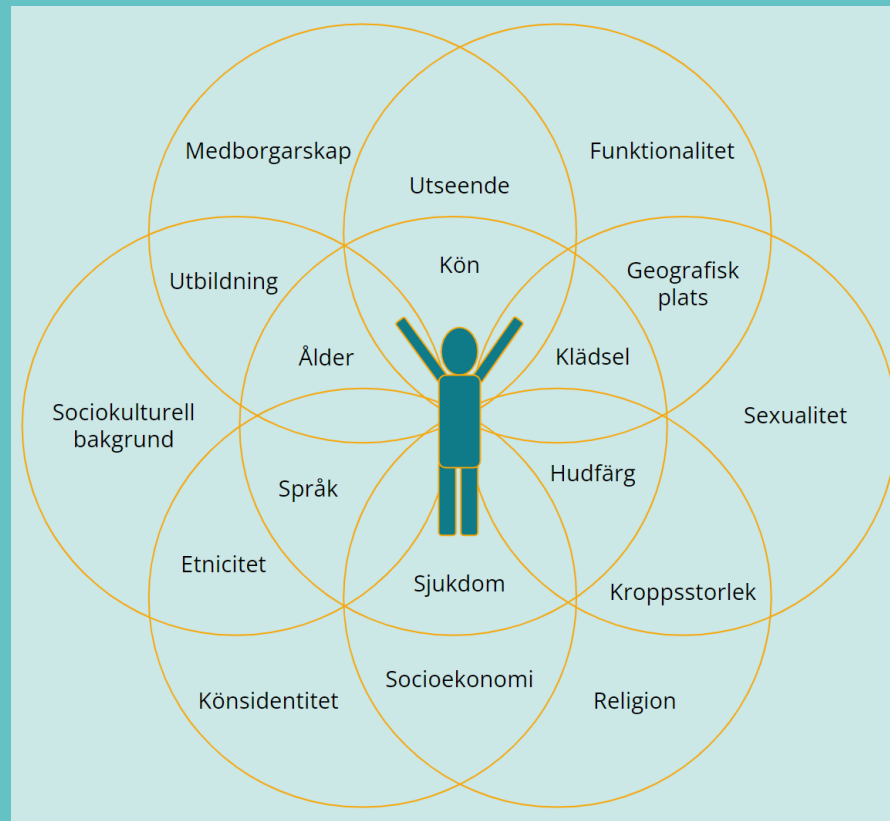 Medborgarskap
Funktionalitet
Utseende
Kön
Utbildning
Geografisk
plats
Ålder
Klädsel
Sociokulturell
bakgrund
Sexualitet
Språk
Hudfärg
Etnicitet
Sjukdom
Kroppsstorlek
Könsidentitet
Socioekonomi
Religion